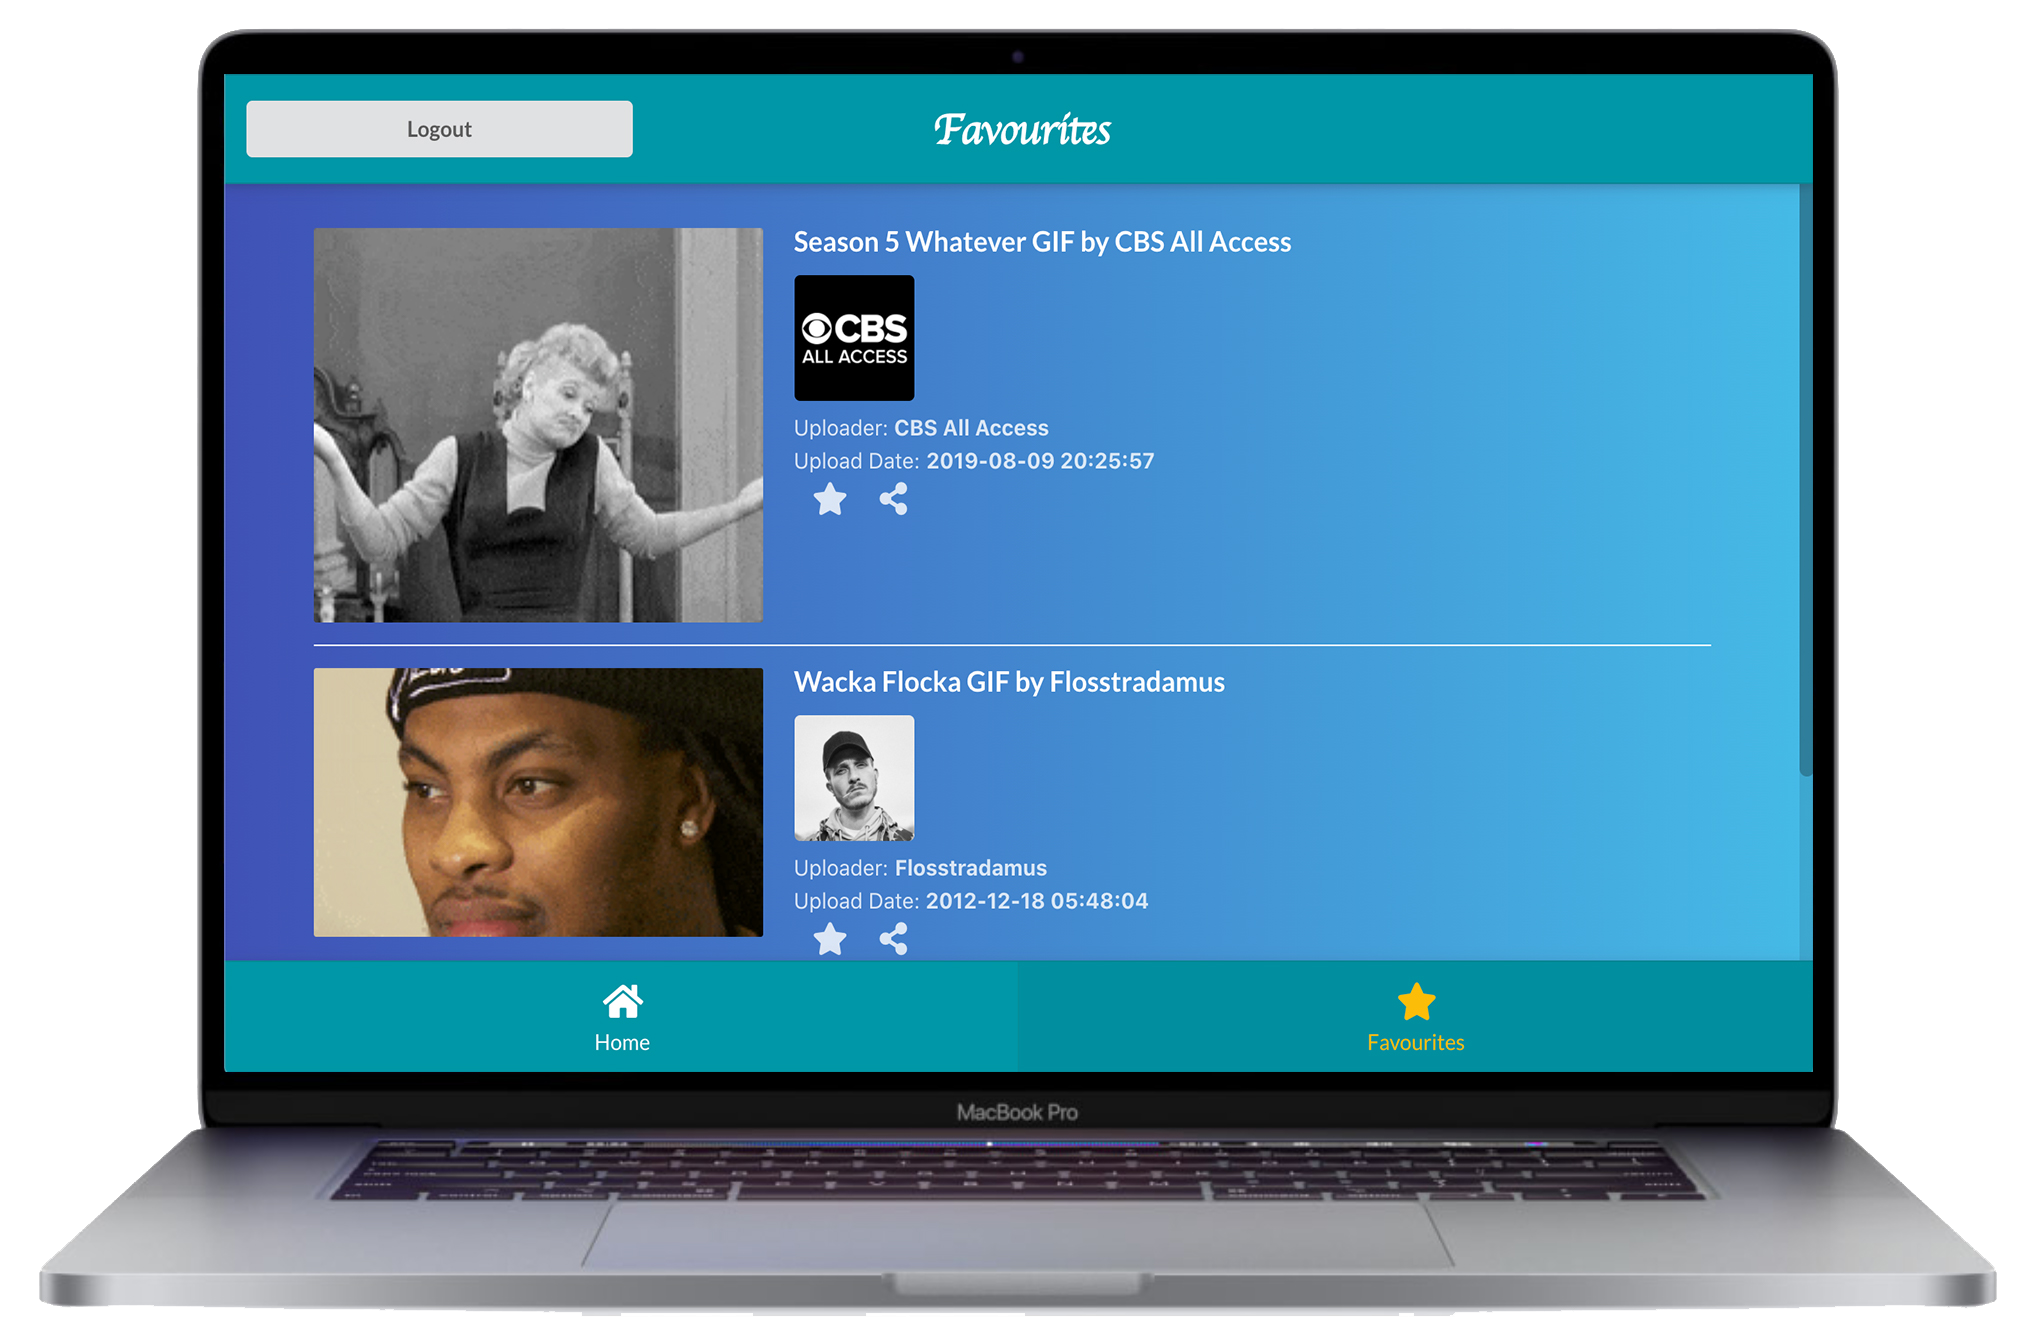 Logout
Favourites
Season 5 Whatever GIF by CBS All Access
CBS
ALL ACCESS
Uploader: CBS All Access
Upload Date: 2019-08-09 20:25:57
Wacka Flocka GIF by Flosstradamus
Uploader: Flosstradamus
Upload Date: 2012-12-18 05:48:04
Home
Favourites
MacBook Pro